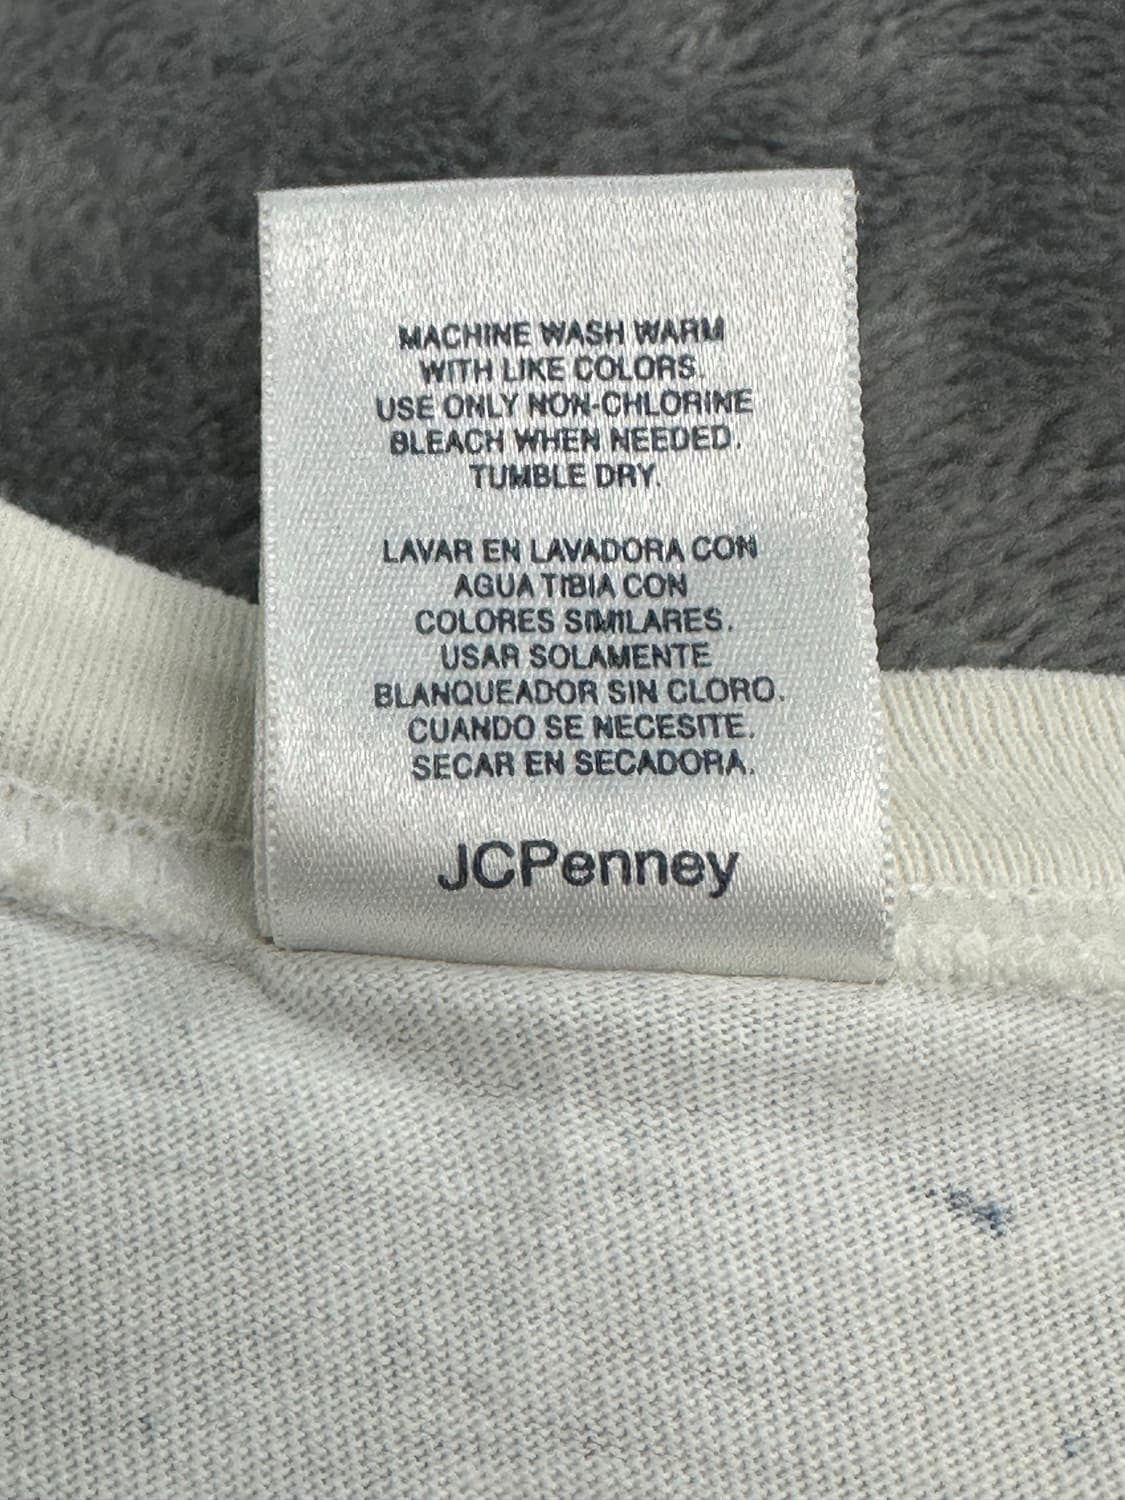 MACHINE WASH WARM
WITH LIKE COLORS.
USE ONLY NON-CHLORINE
BLEACH WHEN NEEDED.
TUMBLE DRY.
LAVAR EN LAVADORA CON
AGUA TIBIA CON
COLORES SIMILARES.
USAR SOLAMENTE
BLANQUEADOR SIN CLORO.
CUANDO SE NECESITE.
SECAR EN SECADORA.
JCPenney